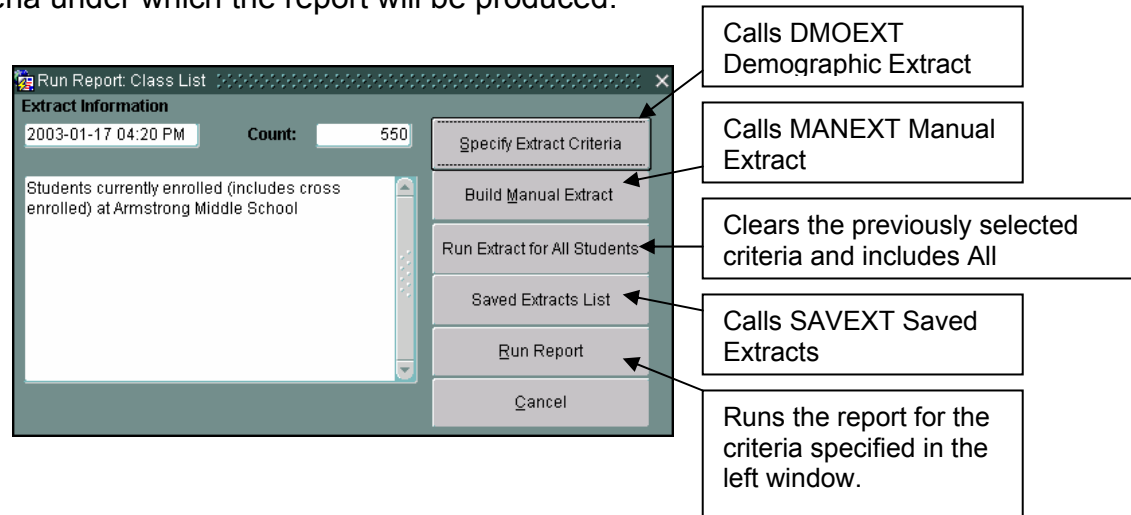 eria under which the report will be produced.
Run Report: Class List
Extract Information
2003-01-17 04:20 PM Count: 550
Students currently enrolled (includes cross
enrolled) at Armstrong Middle School
Specify Extract Criteria
Build Manual Extract
Run Extract for All Students
Saved Extracts List
Run Report
Cancel
Calls DMOEXT
Demographic Extract
Calls MANEXT Manual
Extract
Clears the previously selected
criteria and includes All
Calls SAVEXT Saved
Extracts
Runs the report for the
criteria specified in the
left window.